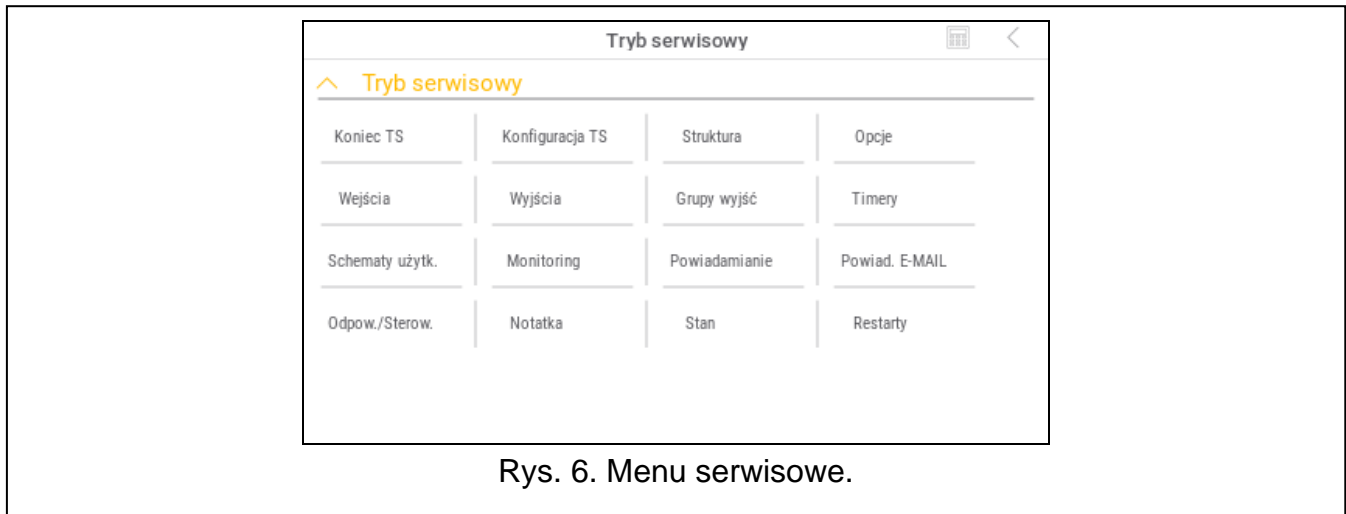 Tryb serwisowy
Tryb serwisowy
Koniec TS Konfiguracja TS Struktura Opcje
Wejścia Wyjścia Grupy wyjść Timery
Schematy użytk. Monitoring Powiadamianie Powiad. E-MAIL
Odpow./Sterow. Notatka Stan Restarty
Rys. 6. Menu serwisowe.